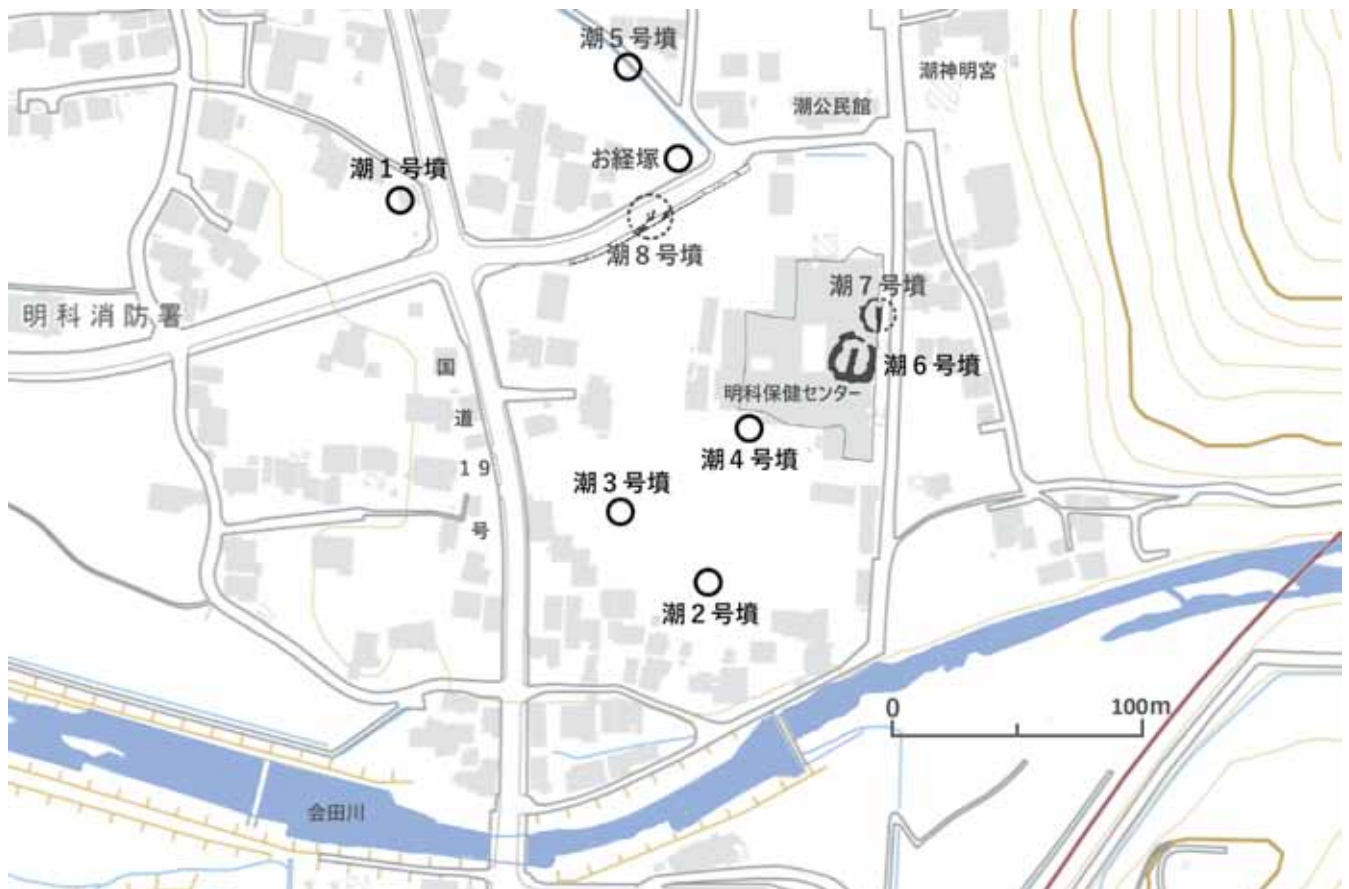 潮5号墳
潮神明宮
潮公民館
お経塚
潮1号墳
潮8号墳
潮7号墳
明科消防署
国道19号
潮6号墳
明科保健センター
潮4号墳
潮3号墳
潮2号墳
0 100m
会田川